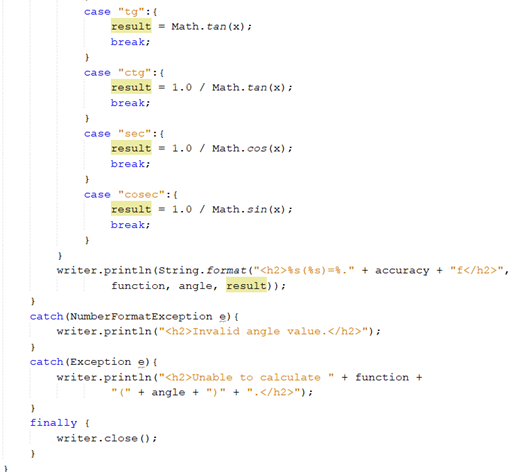 case "tg":{
result = Math.tan(x);
break;
}
case "ctg":{
result = 1.0 / Math.tan(x);
break;
}
case "sec":{
result = 1.0 / Math.cos(x);
break;
}
case "cosec":{
result = 1.0 / Math.sin(x);
break;
}
}
writer.println(String.format("<h2>%s(%s)=%." + accuracy + "f</h2>",
function, angle, result));
}
catch(NumberFormatException e){
writer.println("<h2>Invalid angle value.</h2>");
}
catch(Exception e){
writer.println("<h2>Unable to calculate " + function +
"(" + angle + ")" + ".</h2>");
}
finally {
writer.close();
}
}